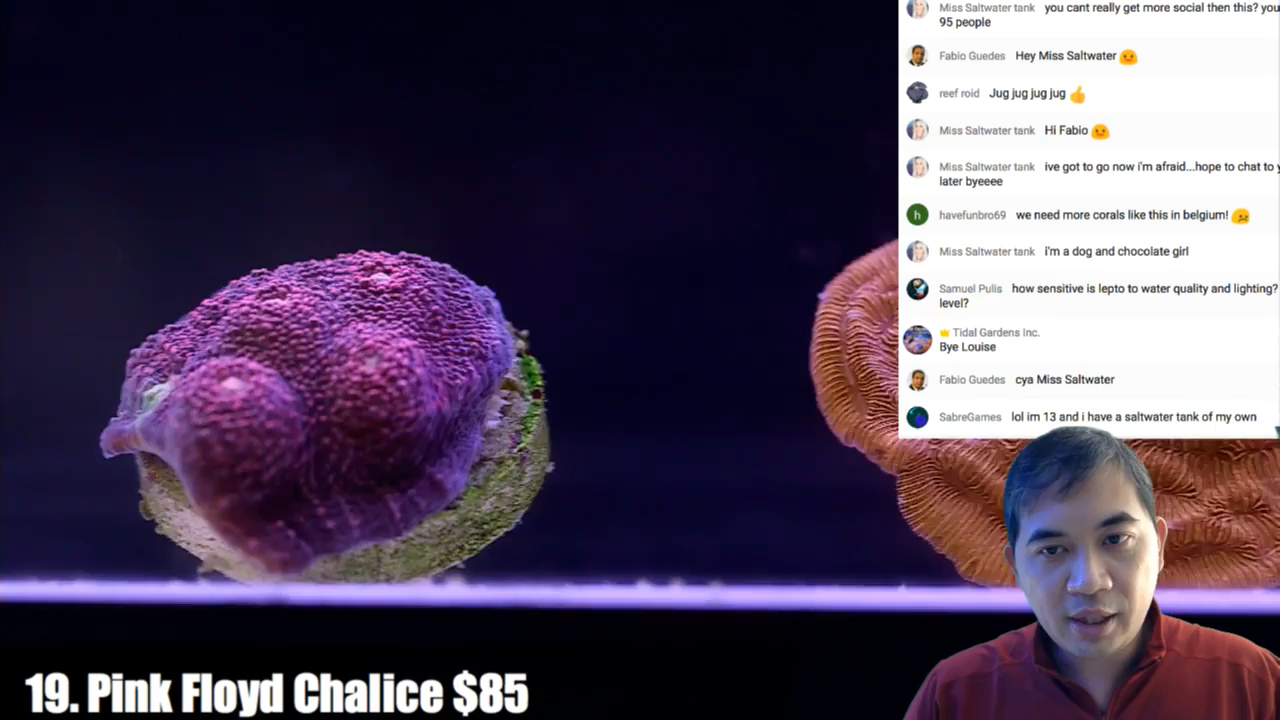 Miss Saltwater tank you cant really get more social then this? you
95 people
Fabio Guedes Hey Miss Saltwater
reef roid Jug jug jug jug
Miss Saltwater tank Hi Fabio
Miss Saltwater tank ive got to go now i'm afraid...hope to chat to y
later byeeee
h havefunbro69 we need more corals like this in belgium!
Miss Saltwater tank i'm a dog and chocolate girl
Samuel Pulis how sensitive is lepto to water quality and lighting?
level?
Tidal Gardens Inc.
Bye Louise
Fabio Guedes cya Miss Saltwater
SabreGames lol im 13 and i have a saltwater tank of my own
19. Pink Floyd Chalice $85